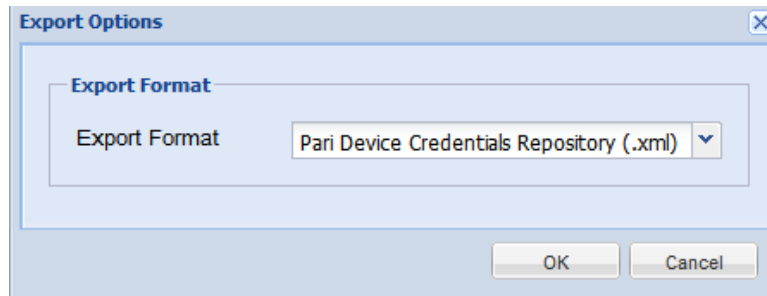 Export Options
Export Format
Export Format Pari Device Credentials Repository (.xml)
OK Cancel